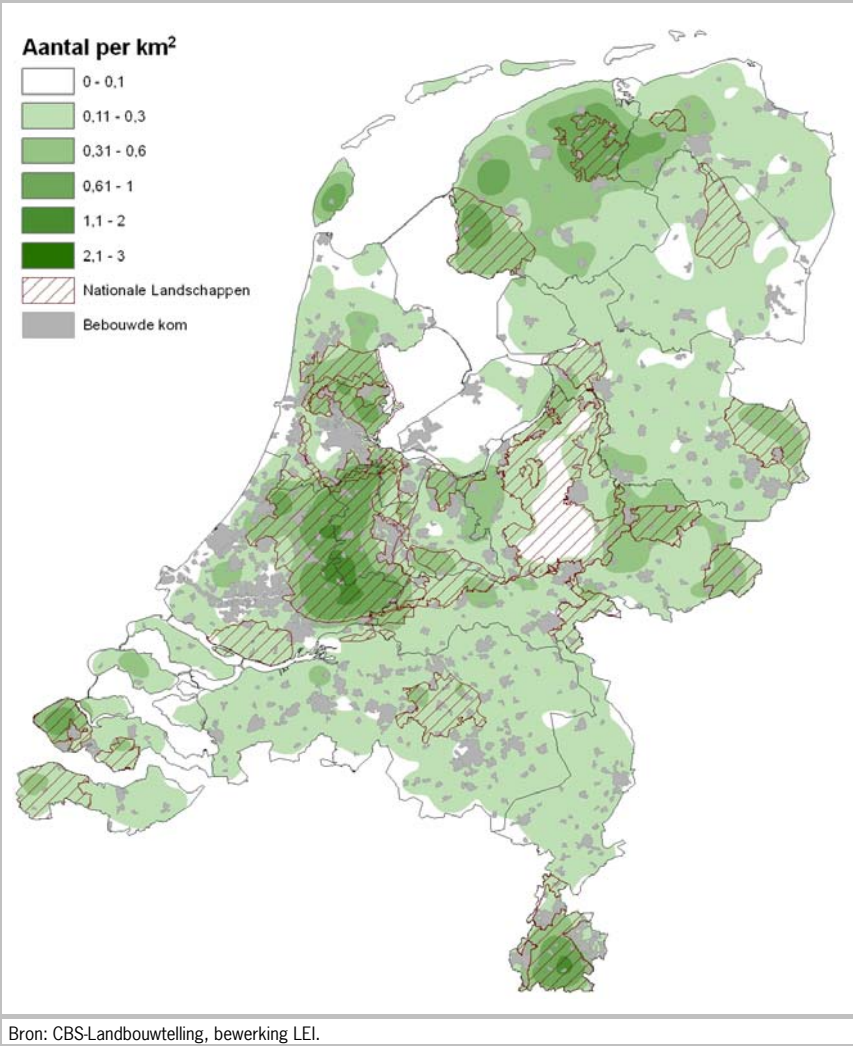 Aantal per km²
0 - 0,1
0,11 - 0,3
0,31 - 0,6
0,61 - 1
1,1 - 2
2,1 - 3
Nationale Landschappen
Bebouwde kom
Bron: CBS-Landbouwtelling, bewerking LEI.